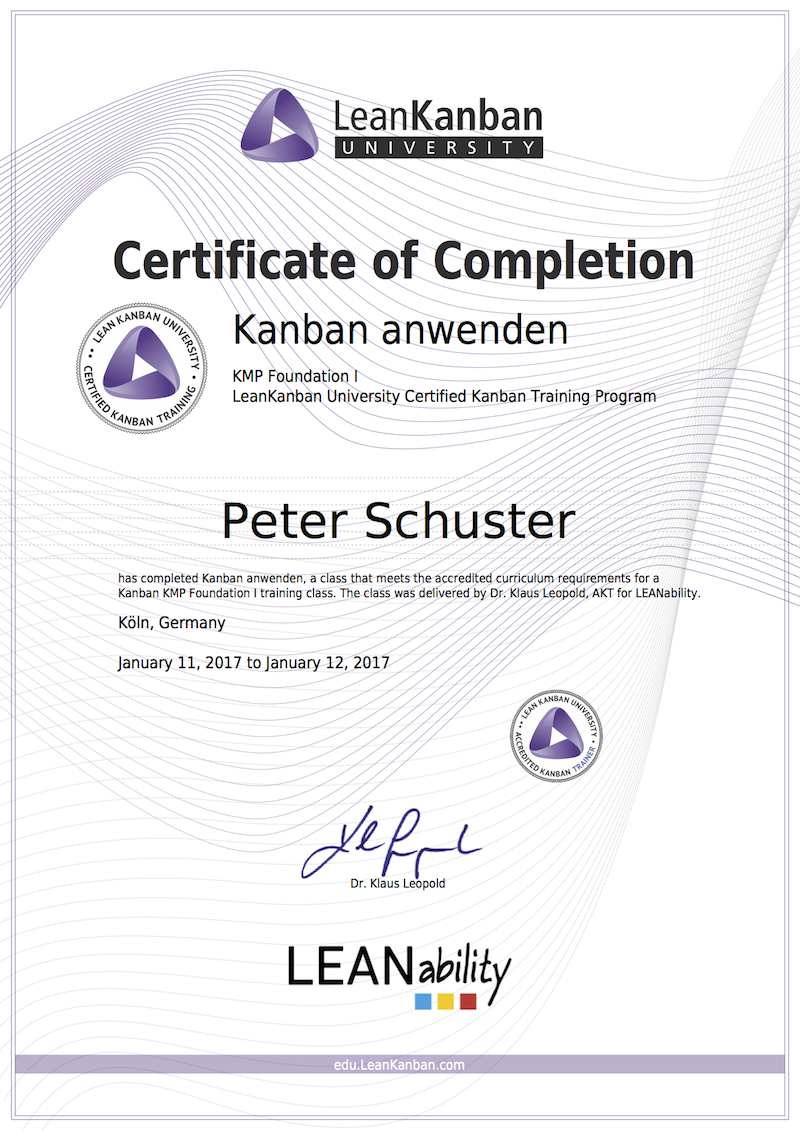 LeanKanban
UNIVERSITY
Certificate of Completion
LEAN KANBAN UNIVERSITY
CERTIFIED KANBAN TRAINING
Kanban anwenden
KMP Foundation I
LeanKanban University Certified Kanban Training Program
Peter Schuster
has completed Kanban anwenden, a class that meets the accredited curriculum requirements for a
Kanban KMP Foundation I training class. The class was delivered by Dr. Klaus Leopold, AKT for LEANability.
Köln, Germany
January 11, 2017 to January 12, 2017
LEAN KANBAN UNIVERSITY
ACCREDITED KANBAN TRAINER
Dr. Klaus Leopold
LEANability
edu.LeanKanban.com